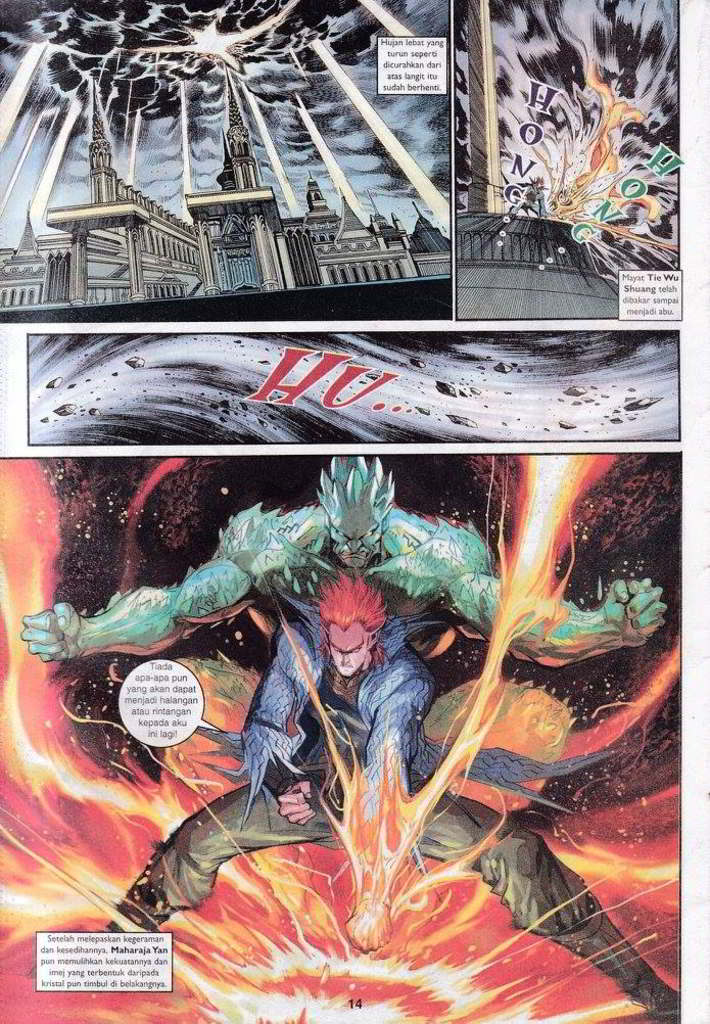 Hujan lebat yang
turun seperti
dicurahkan dari
atas langit itu
sudah berhenti.
HONG
HONG
Mayat Tie Wu
Shuang telah
dibakar sampai
menjadi abu.
HU...
Tiada
apa-apa pun
yang akan dapat
menjadi halangan
atau rintangan
kepada aku
ini lagi!
Setelah melepaskan kegeraman
dan kesedihannya, Maharaja Yan
pun memulihkan kekuatannya dan
imej yang terbentuk daripada
kristal pun timbul di belakangnya.
14